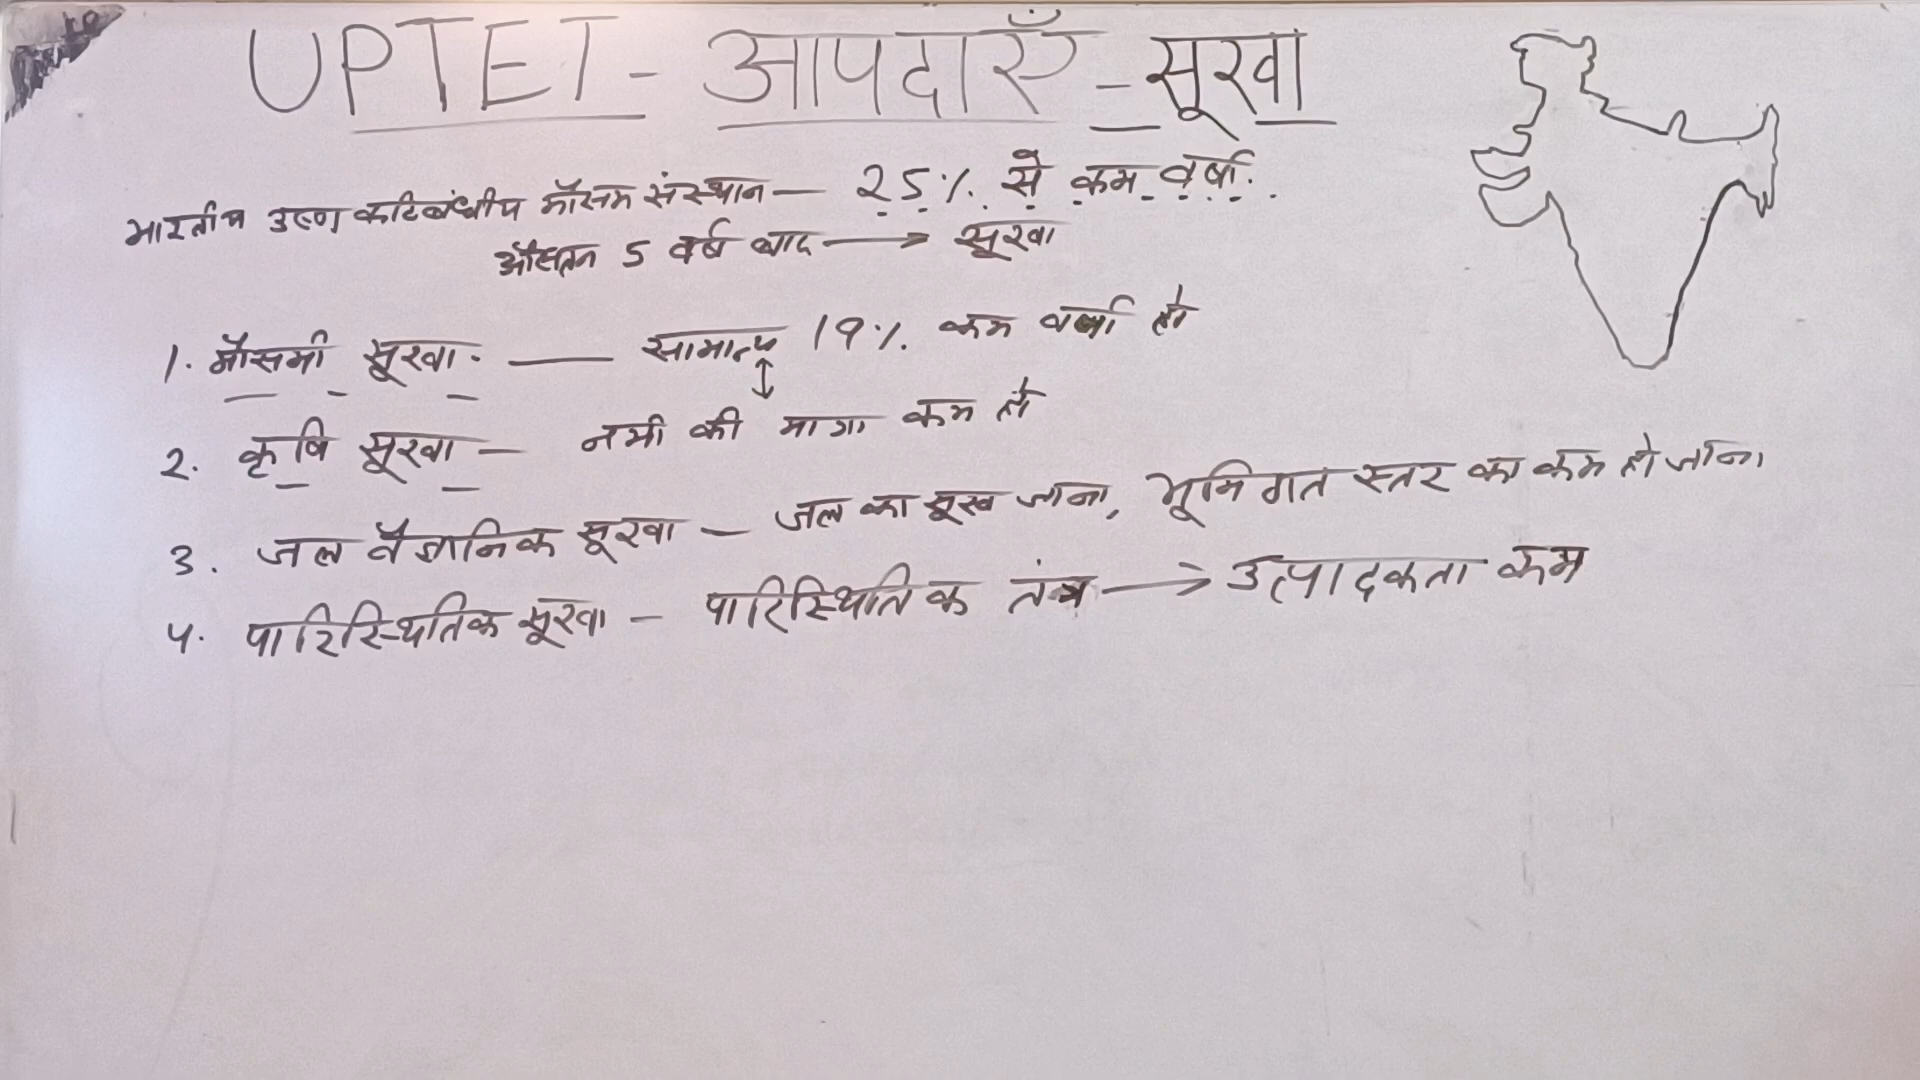 UPTET - आपदाएँ - सूखा
भारतीय उष्ण कटिबंधीय मौसम संस्थान — 25% से कम वर्षा
औसतन 5 वर्ष बाद → सूखा
1. मौसमी सूखा — सामान्य 19% कम वर्षा हो
2. कृषि सूखा — नमी की मात्रा कम हो
3. जल वैज्ञानिक सूखा — जल का सूख जाना, भूमिगत स्तर का कम हो जाना
4. पारिस्थितिक सूखा — पारिस्थितिक तंत्र → उत्पादकता कम